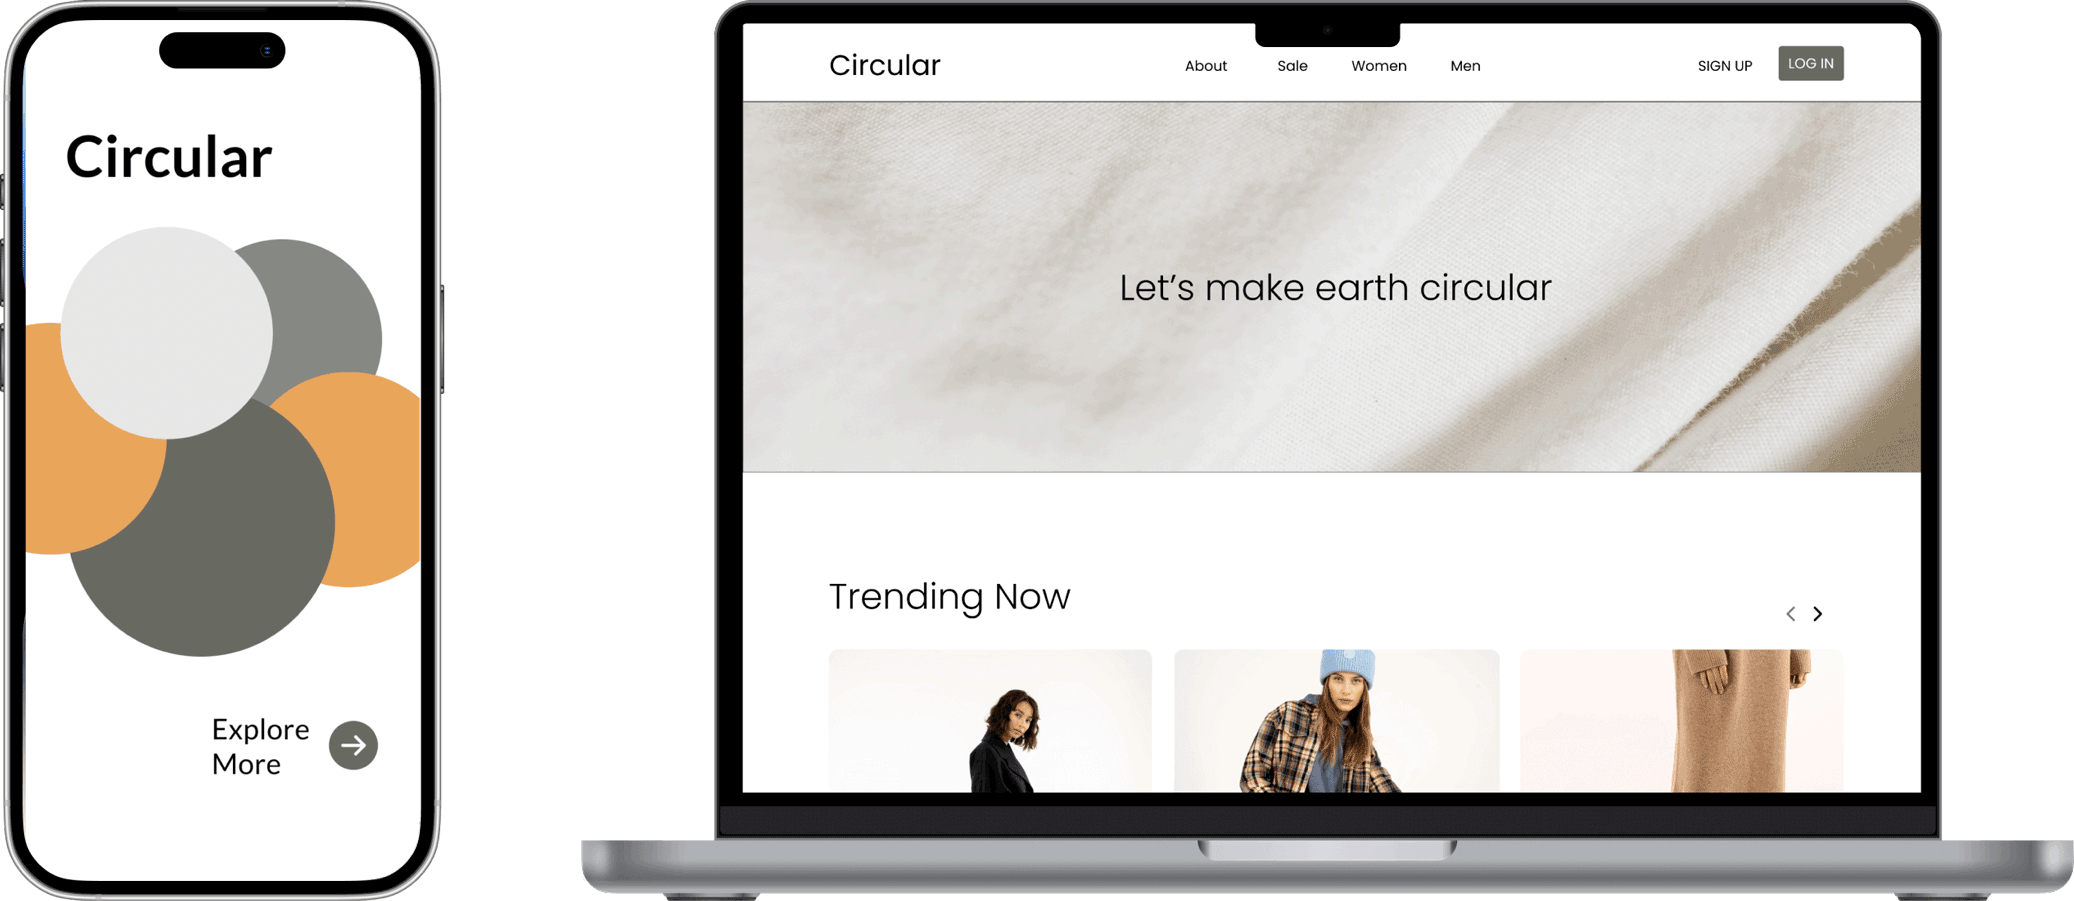 Circular
Explore
More
Circular
About Sale Women Men
SIGN UP LOG IN
Let’s make earth circular
Trending Now